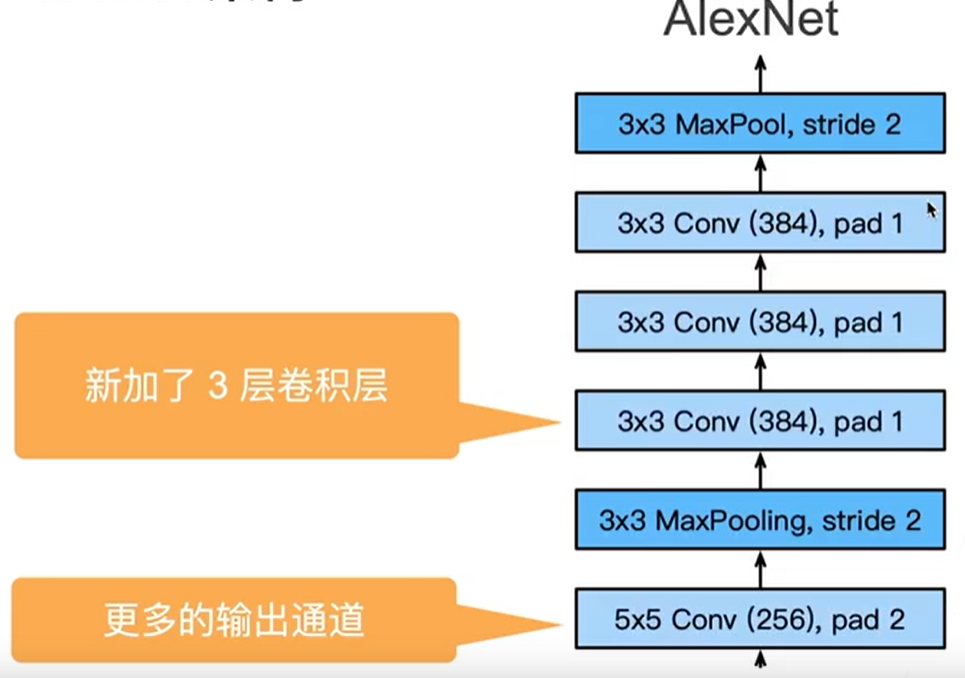 AlexNet
3x3 MaxPool, stride 2
3x3 Conv (384), pad 1
3x3 Conv (384), pad 1
新加了 3 层卷积层
3x3 Conv (384), pad 1
3x3 MaxPooling, stride 2
更多的输出通道
5x5 Conv (256), pad 2